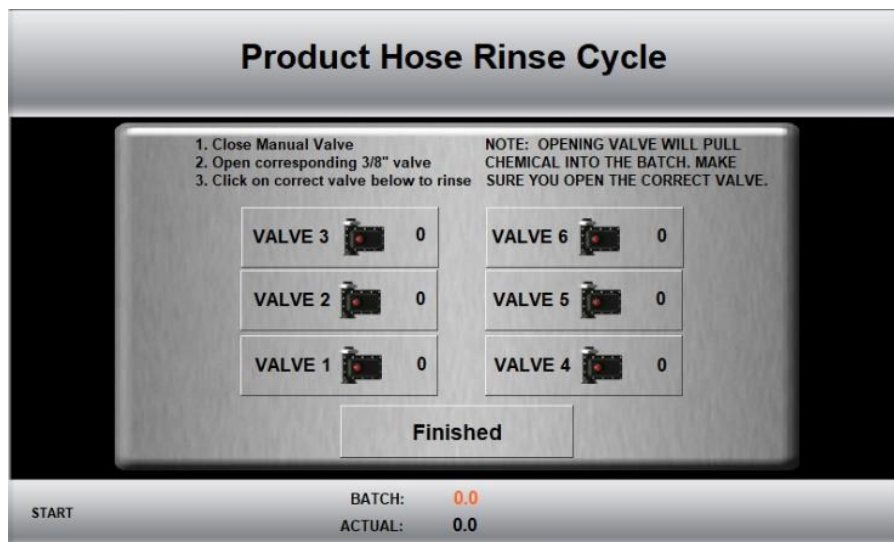 Product Hose Rinse Cycle
1. Close Manual Valve
2. Open corresponding 3/8" valve
3. Click on correct valve below to rinse
NOTE: OPENING VALVE WILL PULL
CHEMICAL INTO THE BATCH. MAKE
SURE YOU OPEN THE CORRECT VALVE.
VALVE 3 0
VALVE 6 0
VALVE 2 0
VALVE 5 0
VALVE 1 0
VALVE 4 0
Finished
START
BATCH: 0.0
ACTUAL: 0.0